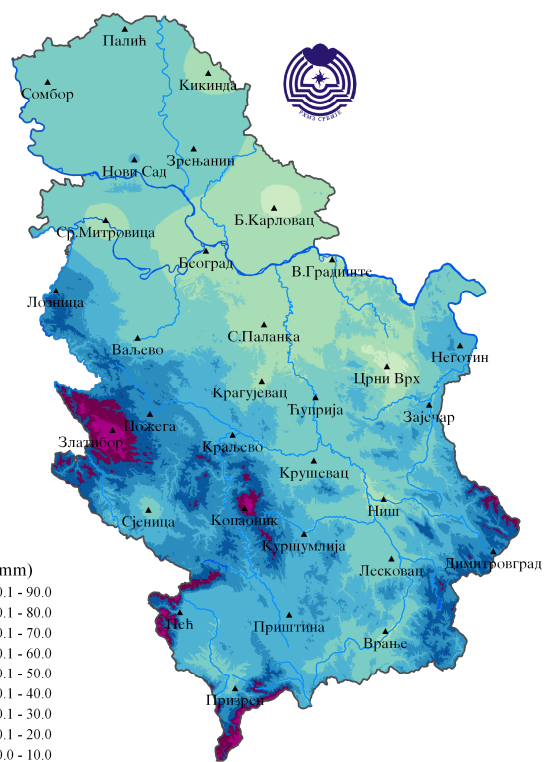 Палић
Кикинда
Сомбор
РХМЗ СРБИЈЕ
Зрењанин
Нови Сад
Б.Карловац
Ср.Митровица
Београд
В.Градиште
Лозница
С.Паланка
Ваљево
Неготин
Црни Врх
Крагујевац
Ћуприја
Зајечар
Пожега
Златибор
Краљево
Крушевац
Ниш
Сјеница
Копаоник
Куршумлија
Димитровград
Лесковац
Пећ
Приштина
Врање
Призрен
mm)
0.1 - 90.0
0.1 - 80.0
0.1 - 70.0
0.1 - 60.0
0.1 - 50.0
0.1 - 40.0
0.1 - 30.0
0.1 - 20.0
0.0 - 10.0